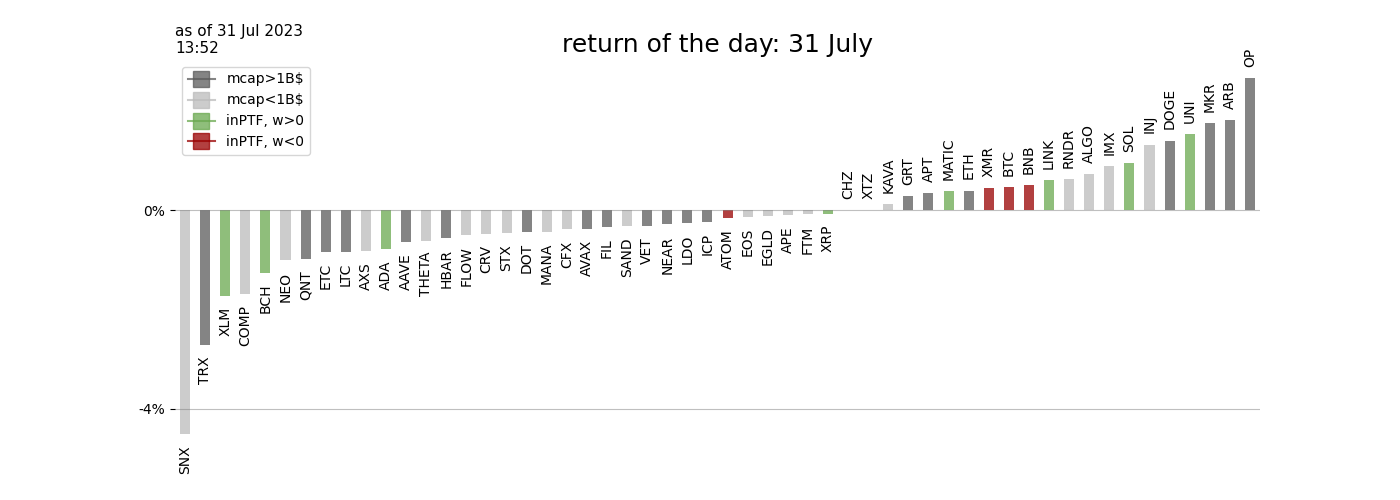 as of 31 Jul 2023
13:52
return of the day: 31 July
mcap>1B$
mcap<1B$
inPTF, w>0
inPTF, w<0
0%
-4%
SNX
TRX
XLM
COMP
BCH
NEO
QNT
ETC
LTC
AXS
ADA
AAVE
THETA
HBAR
FLOW
CRV
STX
DOT
MANA
CFX
AVAX
FIL
SAND
VET
NEAR
LDO
ICP
ATOM
EOS
EGLD
APE
FTM
XRP
CHZ
XTZ
KAVA
GRT
APT
MATIC
ETH
XMR
BTC
BNB
LINK
RNDR
ALGO
IMX
SOL
INJ
DOGE
UNI
MKR
ARB
OP